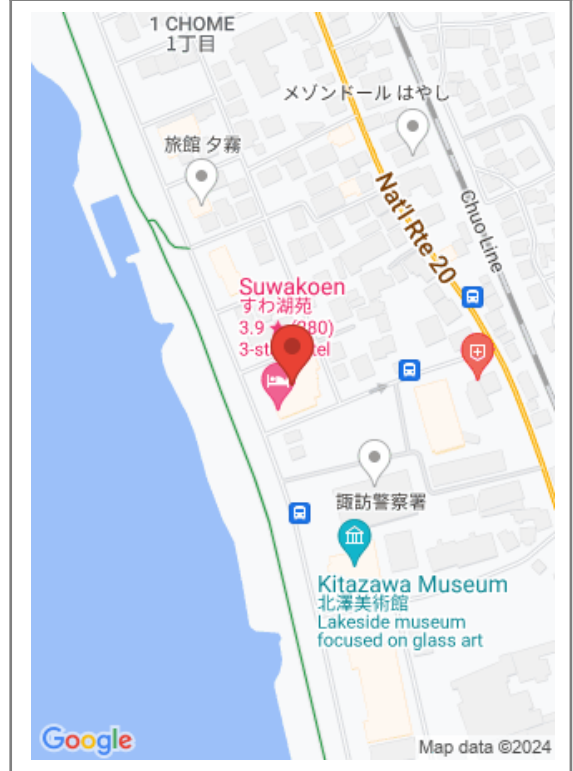 1 CHOME
1丁目
メゾンドール はやし
旅館 夕霧
Nat'l Rte 20
Chuo Line
Suwakoen
すわ湖苑
3.9 ★ 80)
3-st tel
諏訪警察署
Kitazawa Museum
北澤美術館
Lakeside museum
focused on glass art
Google
Map data ©2024